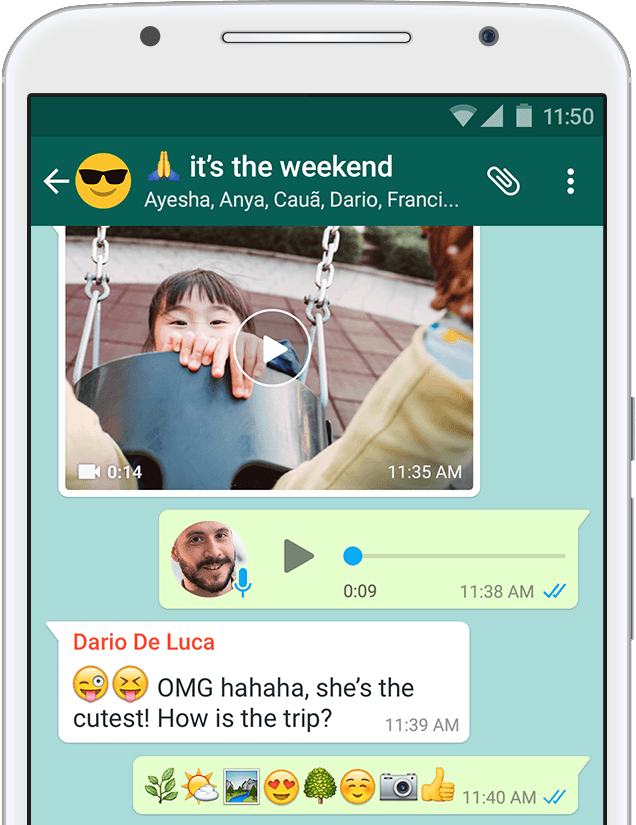 11:50
🙏 it’s the weekend
Ayesha, Anya, Cauã, Dario, Franci...
0:14
11:35 AM
0:09
11:38 AM
Dario De Luca
😜😝 OMG hahaha, she’s the
cutest! How is the trip?
11:39 AM
🌿🌤🏞😍🌳☺️📷👍
11:40 AM